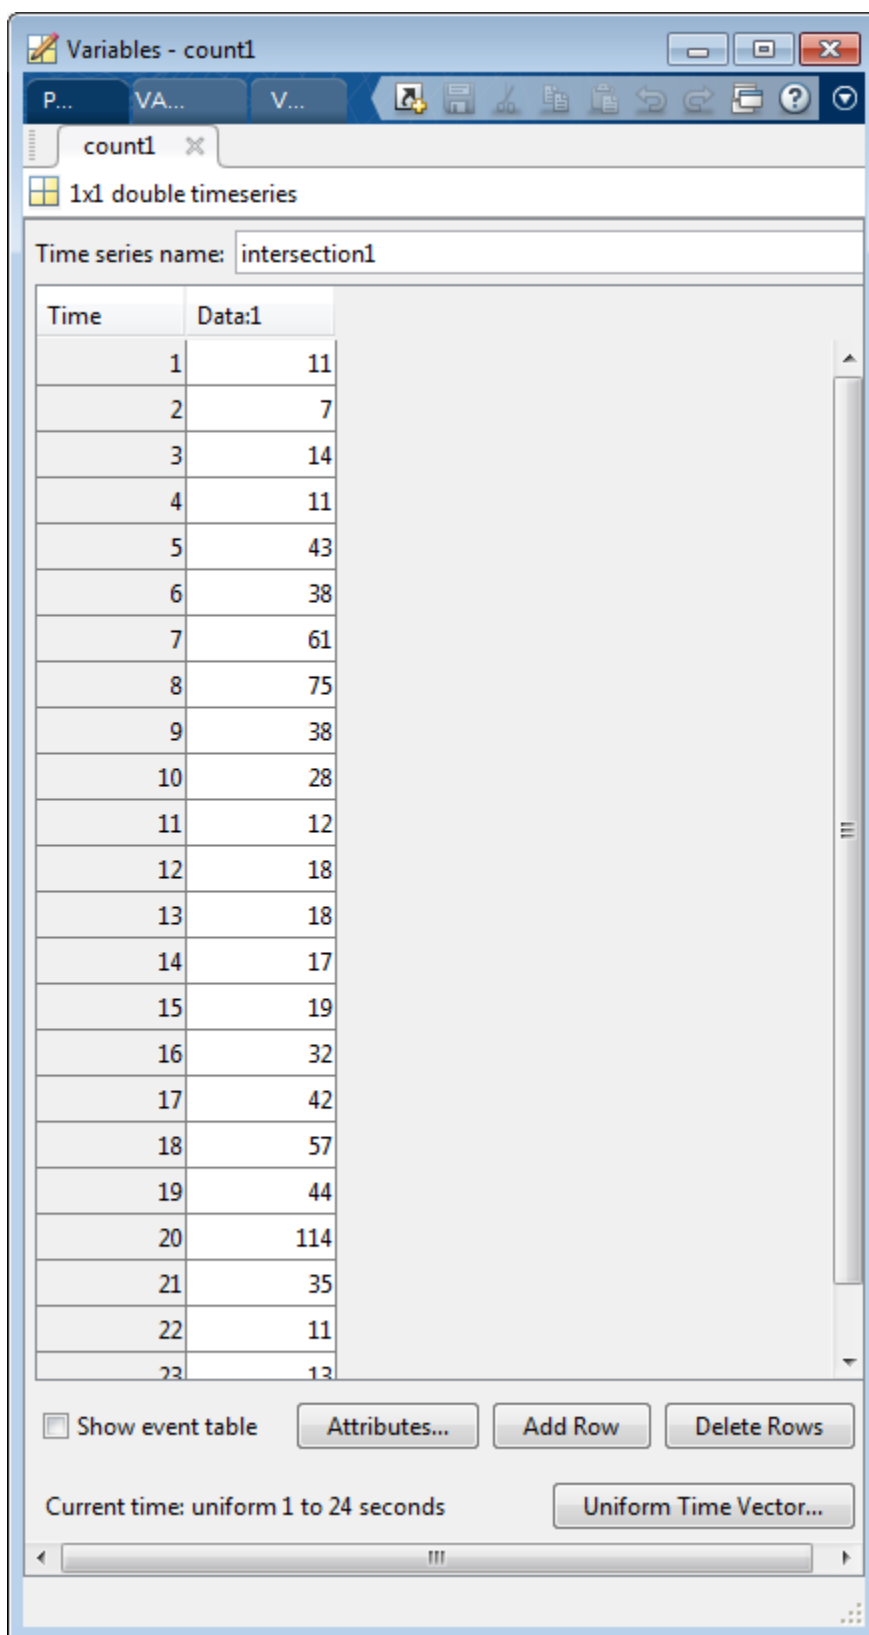 Variables - count1
P... VA... V...
count1
1x1 double timeseries
Time series name: intersection1
Time Data:1
1 11
2 7
3 14
4 11
5 43
6 38
7 61
8 75
9 38
10 28
11 12
12 18
13 18
14 17
15 19
16 32
17 42
18 57
19 44
20 114
21 35
22 11
23 13
Show event table Attributes... Add Row Delete Rows
Current time: uniform 1 to 24 seconds Uniform Time Vector...